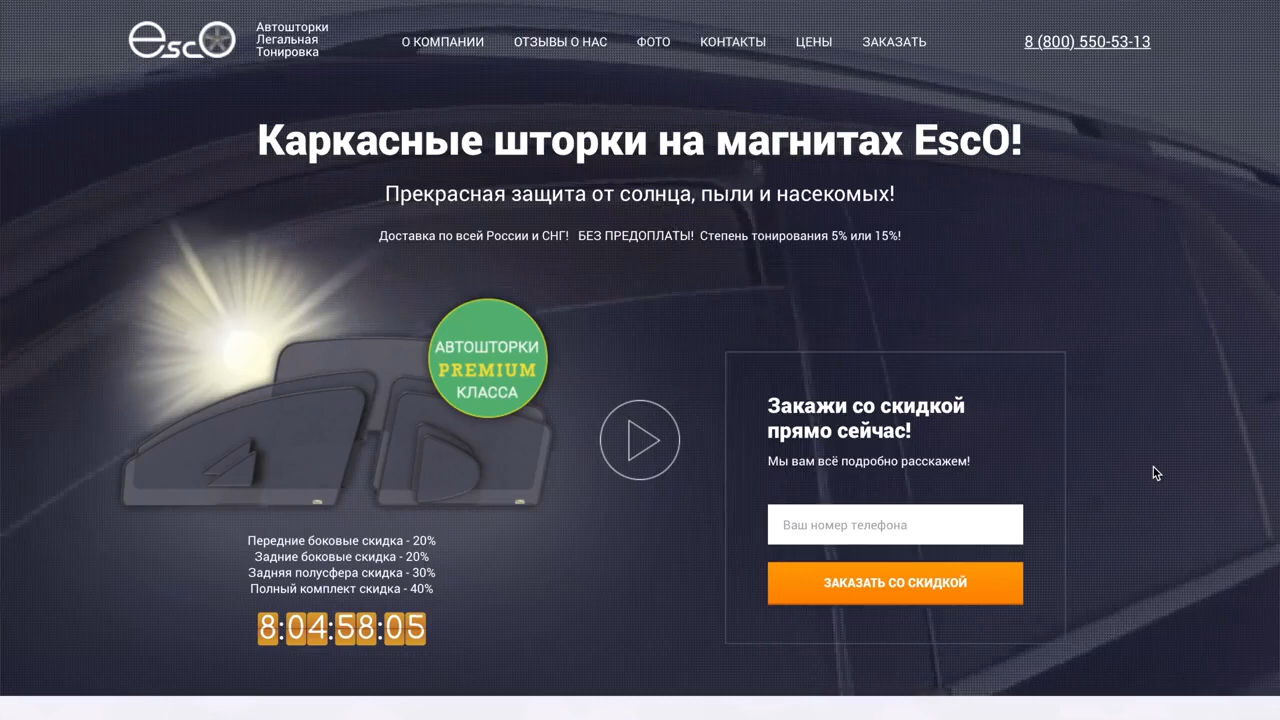 EscO
Автошторки
Легальная
Тонировка
О КОМПАНИИ
ОТЗЫВЫ О НАС
ФОТО
КОНТАКТЫ
ЦЕНЫ
ЗАКАЗАТЬ
8 (800) 550-53-13
Каркасные шторки на магнитах EscO!
Прекрасная защита от солнца, пыли и насекомых!
Доставка по всей России и СНГ! БЕЗ ПРЕДОПЛАТЫ! Степень тонирования 5% или 15%!
АВТОШТОРКИ
PREMIUM
КЛАССА
Передние боковые скидка - 20%
Задние боковые скидка - 20%
Задняя полусфера скидка - 30%
Полный комплект скидка - 40%
8:04:58:05
Закажи со скидкой
прямо сейчас!
Мы вам всё подробно расскажем!
Ваш номер телефона
ЗАКАЗАТЬ СО СКИДКОЙ